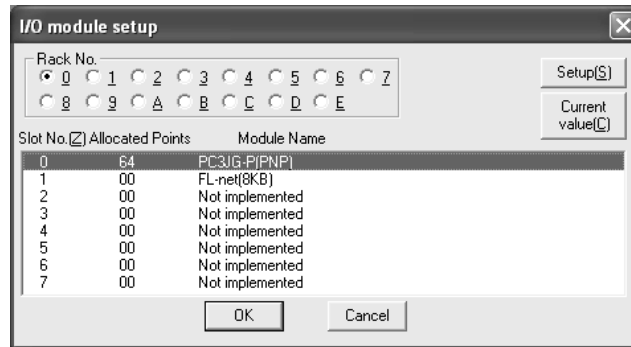 I/O module setup
Rack No.
0 1 2 3 4 5 6 7
8 9 A B C D E
Setup(S)
Current
value(C)
Slot No.(Z) Allocated Points Module Name
0 64 PC3JG-P(PNP)
1 00 FL-net(8KB)
2 00 Not implemented
3 00 Not implemented
4 00 Not implemented
5 00 Not implemented
6 00 Not implemented
7 00 Not implemented
OK Cancel